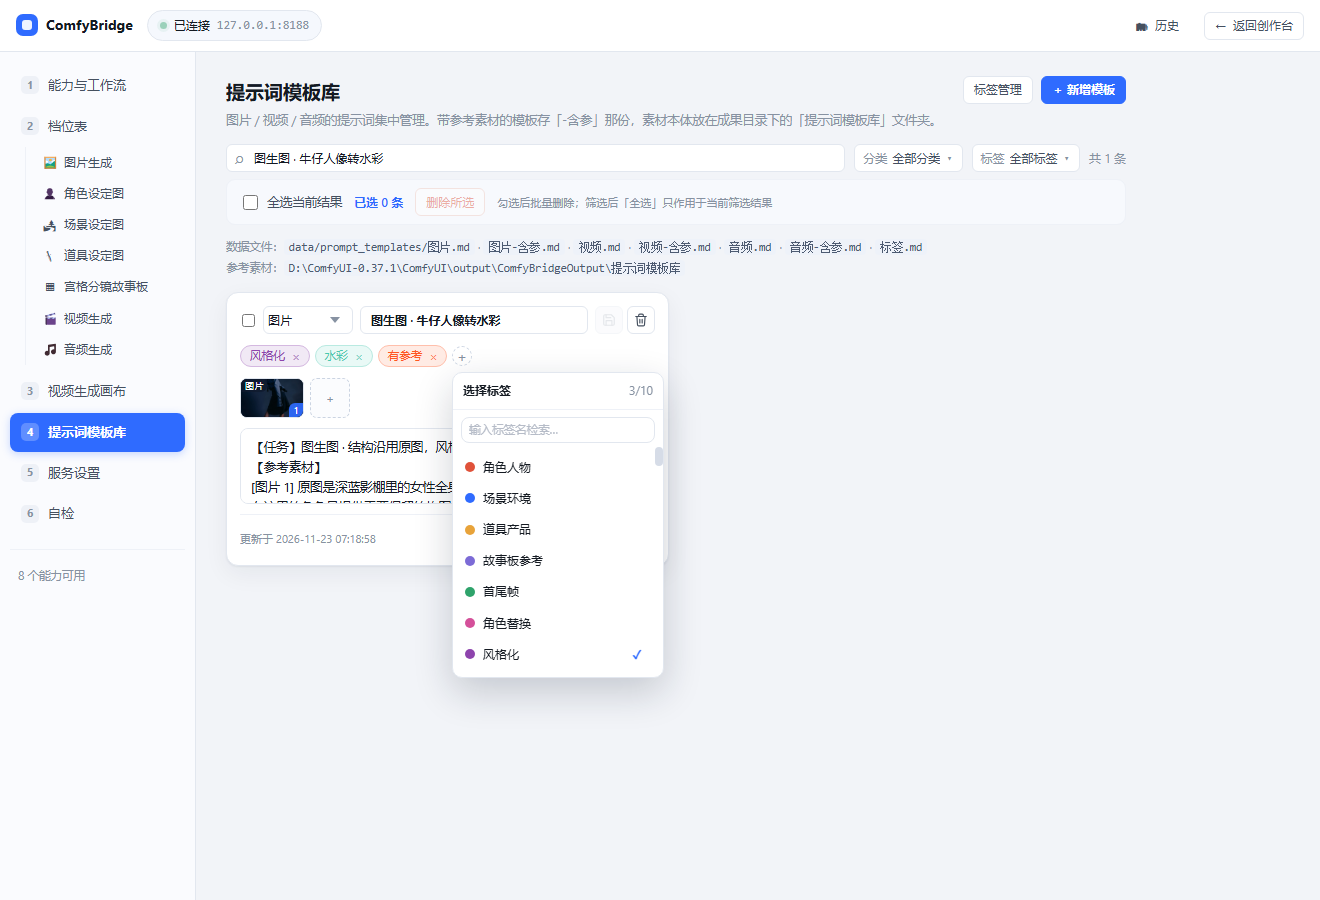 ComfyBridge
已连接 127.0.0.1:8188
历史
← 返回创作台
1 能力与工作流
2 档位表
图片生成
角色设定图
场景设定图
道具设定图
宫格分镜故事板
视频生成
音频生成
3 视频生成画布
4 提示词模板库
5 服务设置
6 自检
8 个能力可用
提示词模板库
标签管理
+ 新增模板
图片 / 视频 / 音频的提示词集中管理。带参考素材的模板存「-含参」那份，素材本体放在成果目录下的「提示词模板库」文件夹。
图生图 · 牛仔人像转水彩
分类 全部分类
标签 全部标签
共 1 条
全选当前结果 已选 0 条 删除所选 勾选后批量删除；筛选后「全选」只作用于当前筛选结果
数据文件: data/prompt_templates/图片.md · 图片-含参.md · 视频.md · 视频-含参.md · 音频.md · 音频-含参.md · 标签.md
参考素材: D:\ComfyUI-0.37.1\ComfyUI\output\ComfyBridgeOutput\提示词模板库
图片
图生图 · 牛仔人像转水彩
风格化 × 水彩 × 有参考 × +
图片
1
+
【任务】图生图 · 结构沿用原图，风
【参考素材】
[图片 1] 原图是深蓝影棚里的女性全
更新于 2026-11-23 07:18:58
选择标签 3/10
输入标签名检索...
角色人物
场景环境
道具产品
故事板参考
首尾帧
角色替换
风格化 ✓